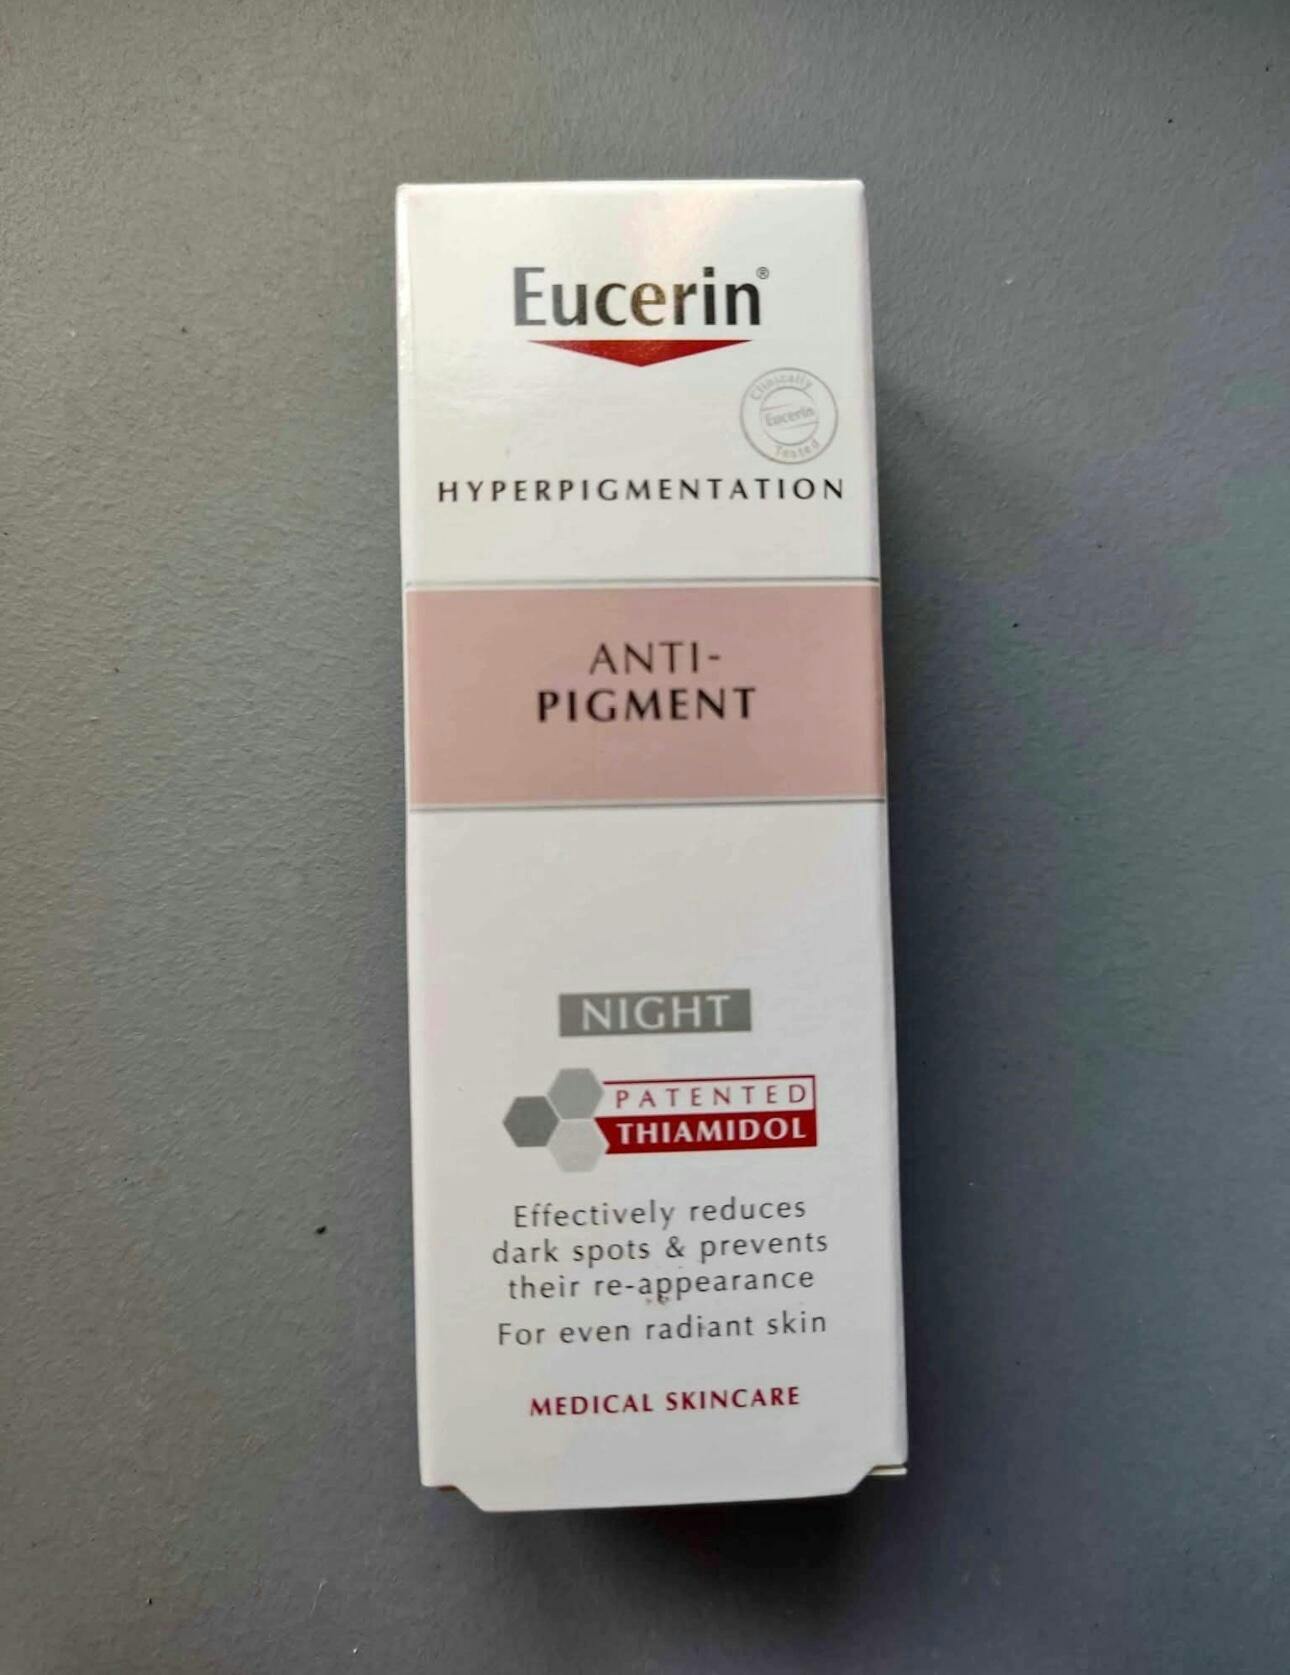 Eucerin®
Clinically
Eucerin
Tested
HYPERPIGMENTATION
ANTI-
PIGMENT
NIGHT
PATENTED
THIAMIDOL
Effectively reduces
dark spots & prevents
their re-appearance
For even radiant skin
MEDICAL SKINCARE